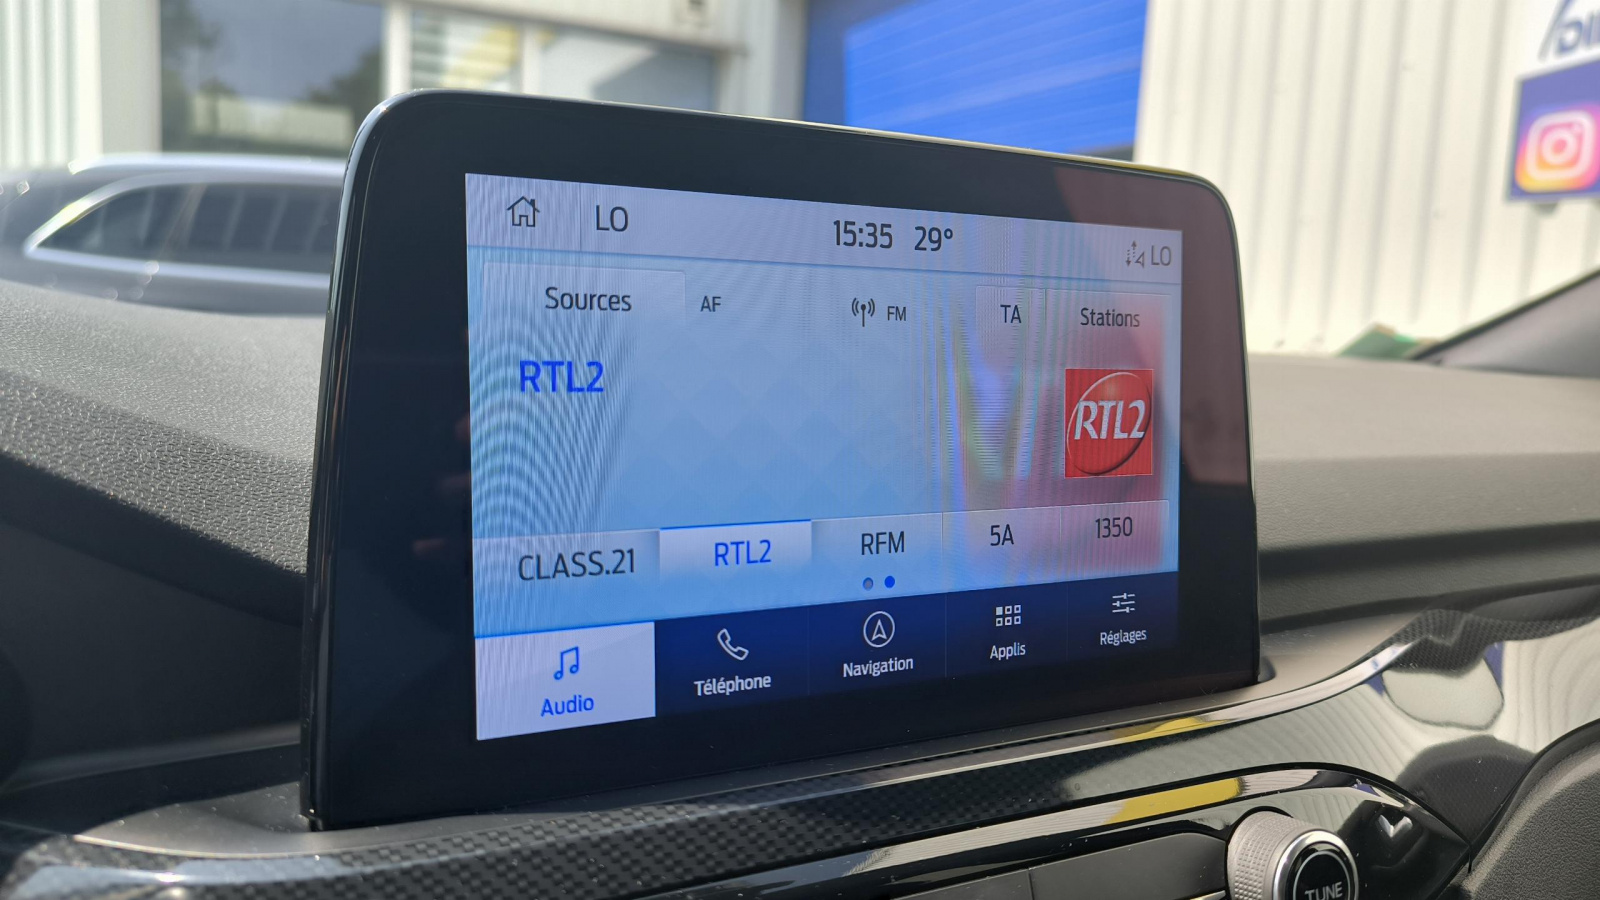 LO 15:35 29° LO
Sources AF FM TA Stations
RTL2
RTL2
CLASS.21 RTL2 RFM 5A 1350
Audio Téléphone Navigation Applis Réglages
TUNE